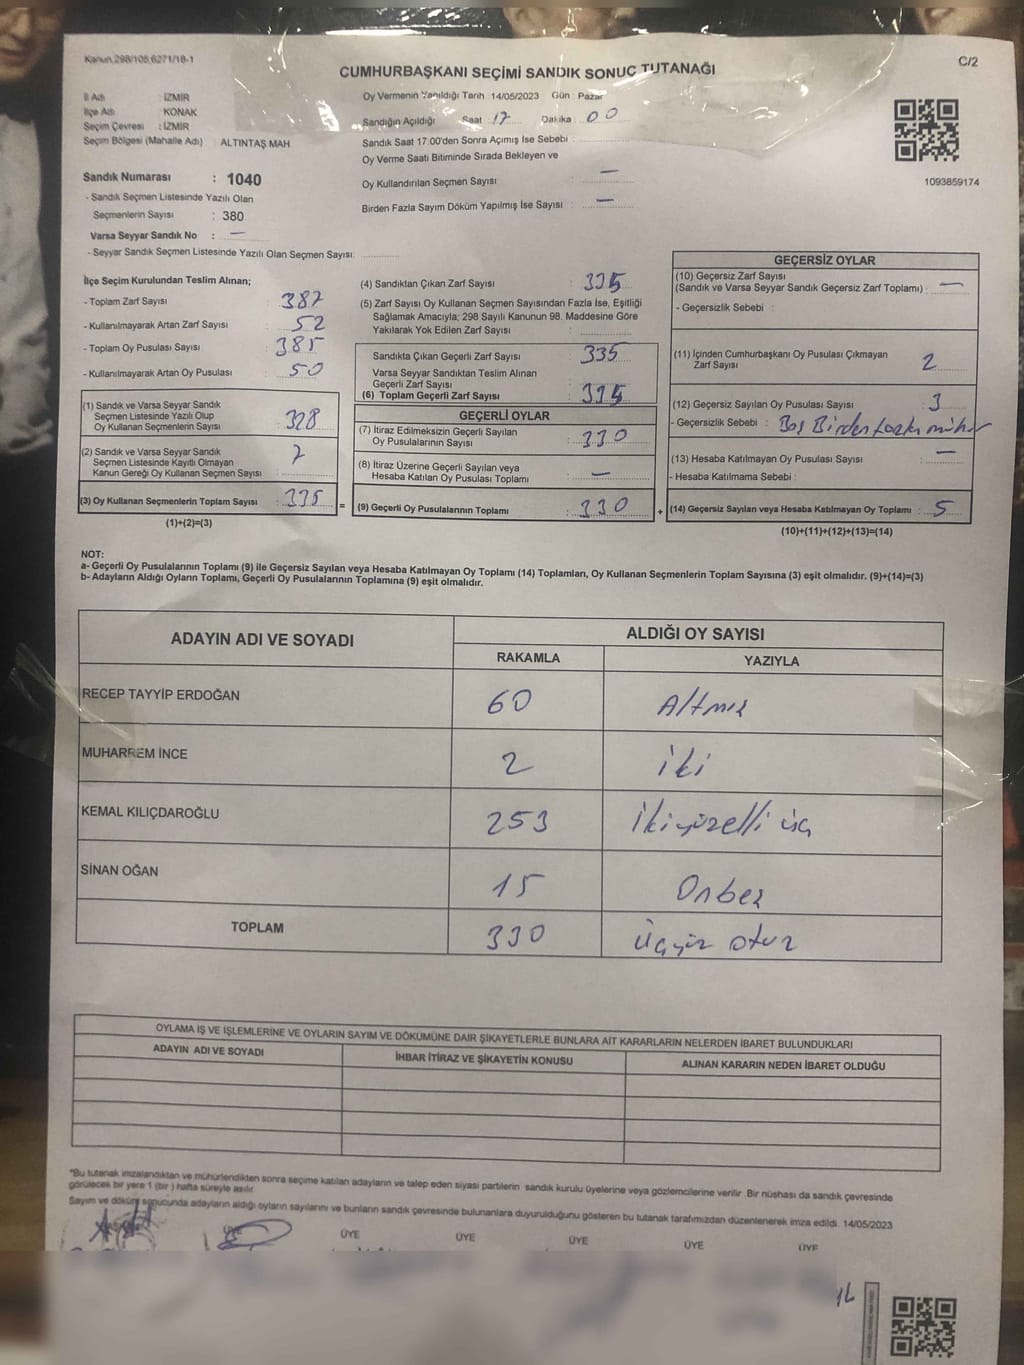 Kanun,298/105,6271/18-1
C/2
CUMHURBAŞKANI SEÇİMİ SANDIK SONUÇ TUTANAĞI
İl Adı : İZMİR
İlçe Adı : KONAK
Seçim Çevresi : İZMİR
Seçim Bölgesi (Mahalle Adı) : ALTINTAŞ MAH
Oy Vermenin Yapıldığı Tarih : 14/05/2023 Gün : Pazar
Sandığın Açıldığı Saat : 17 Dakika : 00
Sandık Saat 17:00'den Sonra Açımış İse Sebebi :
Oy Verme Saati Bitiminde Sırada Bekleyen ve
Oy Kullandırılan Seçmen Sayısı : —
Birden Fazla Sayım Döküm Yapılmış İse Sayısı : —
1093859174
Sandık Numarası : 1040
- Sandık Seçmen Listesinde Yazılı Olan
Seçmenlerin Sayısı : 380
Varsa Seyyar Sandık No : —
- Seyyar Sandık Seçmen Listesinde Yazılı Olan Seçmen Sayısı:
İlçe Seçim Kurulundan Teslim Alınan;
- Toplam Zarf Sayısı : 387
- Kullanılmayarak Artan Zarf Sayısı : 52
- Toplam Oy Pusulası Sayısı : 385
- Kullanılmayarak Artan Oy Pusulası : 50
(1) Sandık ve Varsa Seyyar Sandık
Seçmen Listesinde Yazılı Olup
Oy Kullanan Seçmenlerin Sayısı : 328
(2) Sandık ve Varsa Seyyar Sandık
Seçmen Listesinde Kayıtlı Olmayan
Kanun Gereği Oy Kullanan Seçmen Sayısı : 7
(3) Oy Kullanan Seçmenlerin Toplam Sayısı : 335 =
(1)+(2)=(3)
(4) Sandıktan Çıkan Zarf Sayısı : 335
(5) Zarf Sayısı Oy Kullanan Seçmen Sayısından Fazla İse, Eşitliği
Sağlamak Amacıyla; 298 Sayılı Kanunun 98. Maddesine Göre
Yakılarak Yok Edilen Zarf Sayısı :
Sandıkta Çıkan Geçerli Zarf Sayısı : 335
Varsa Seyyar Sandıktan Teslim Alınan
Geçerli Zarf Sayısı :
(6) Toplam Geçerli Zarf Sayısı : 335
GEÇERLİ OYLAR
(7) İtiraz Edilmeksizin Geçerli Sayılan
Oy Pusulalarının Sayısı : 330
(8) İtiraz Üzerine Geçerli Sayılan veya
Hesaba Katılan Oy Pusulası Toplamı : —
(9) Geçerli Oy Pusulalarının Toplamı : 330 +
GEÇERSİZ OYLAR
(10) Geçersiz Zarf Sayısı
(Sandık ve Varsa Seyyar Sandık Geçersiz Zarf Toplamı) : —
- Geçersizlik Sebebi :
(11) İçinden Cumhurbaşkanı Oy Pusulası Çıkmayan
Zarf Sayısı : 2
(12) Geçersiz Sayılan Oy Pusulası Sayısı : 3
- Geçersizlik Sebebi : Boş Birden fazla mühür
(13) Hesaba Katılmayan Oy Pusulası Sayısı : —
- Hesaba Katılmama Sebebi :
(14) Geçersiz Sayılan veya Hesaba Katılmayan Oy Toplamı : 5
(10)+(11)+(12)+(13)=(14)
NOT:
a- Geçerli Oy Pusulalarının Toplamı (9) ile Geçersiz Sayılan veya Hesaba Katılmayan Oy Toplamı (14) Toplamları, Oy Kullanan Seçmenlerin Toplam Sayısına (3) eşit olmalıdır. (9)+(14)=(3)
b- Adayların Aldığı Oyların Toplamı, Geçerli Oy Pusulalarının Toplamına (9) eşit olmalıdır.
ADAYIN ADI VE SOYADI
ALDIĞI OY SAYISI
RAKAMLA YAZIYLA
RECEP TAYYİP ERDOĞAN 60 Altmış
MUHARREM İNCE 2 iki
KEMAL KILIÇDAROĞLU 253 İkiyüzelli üç
SİNAN OĞAN 15 Onbeş
TOPLAM 330 Üçyüz otuz
OYLAMA İŞ VE İŞLEMLERİNE VE OYLARIN SAYIM VE DÖKÜMÜNE DAİR ŞİKAYETLERLE BUNLARA AİT KARARLARIN NELERDEN İBARET BULUNDUKLARI
ADAYIN ADI VE SOYADI İHBAR İTİRAZ VE ŞİKAYETİN KONUSU ALINAN KARARIN NEDEN İBARET OLDUĞU
*Bu tutanak imzalandıktan ve mühürlendikten sonra seçime katılan adayların ve talep eden siyasi partilerin sandık kurulu üyelerine veya gözlemcilerine verilir. Bir nüshası da sandık çevresinde
görülecek bir yere 1 (bir) hafta süreyle asılır.
Sayım ve döküm sonucunda adayların aldığı oyların sayılarını ve bunların sandık çevresinde bulunanlara duyurulduğunu gösteren bu tutanak tarafımızdan düzenlenerek imza edildi. 14/05/2023
ÜYE ÜYE ÜYE ÜYE ÜYE ÜYE